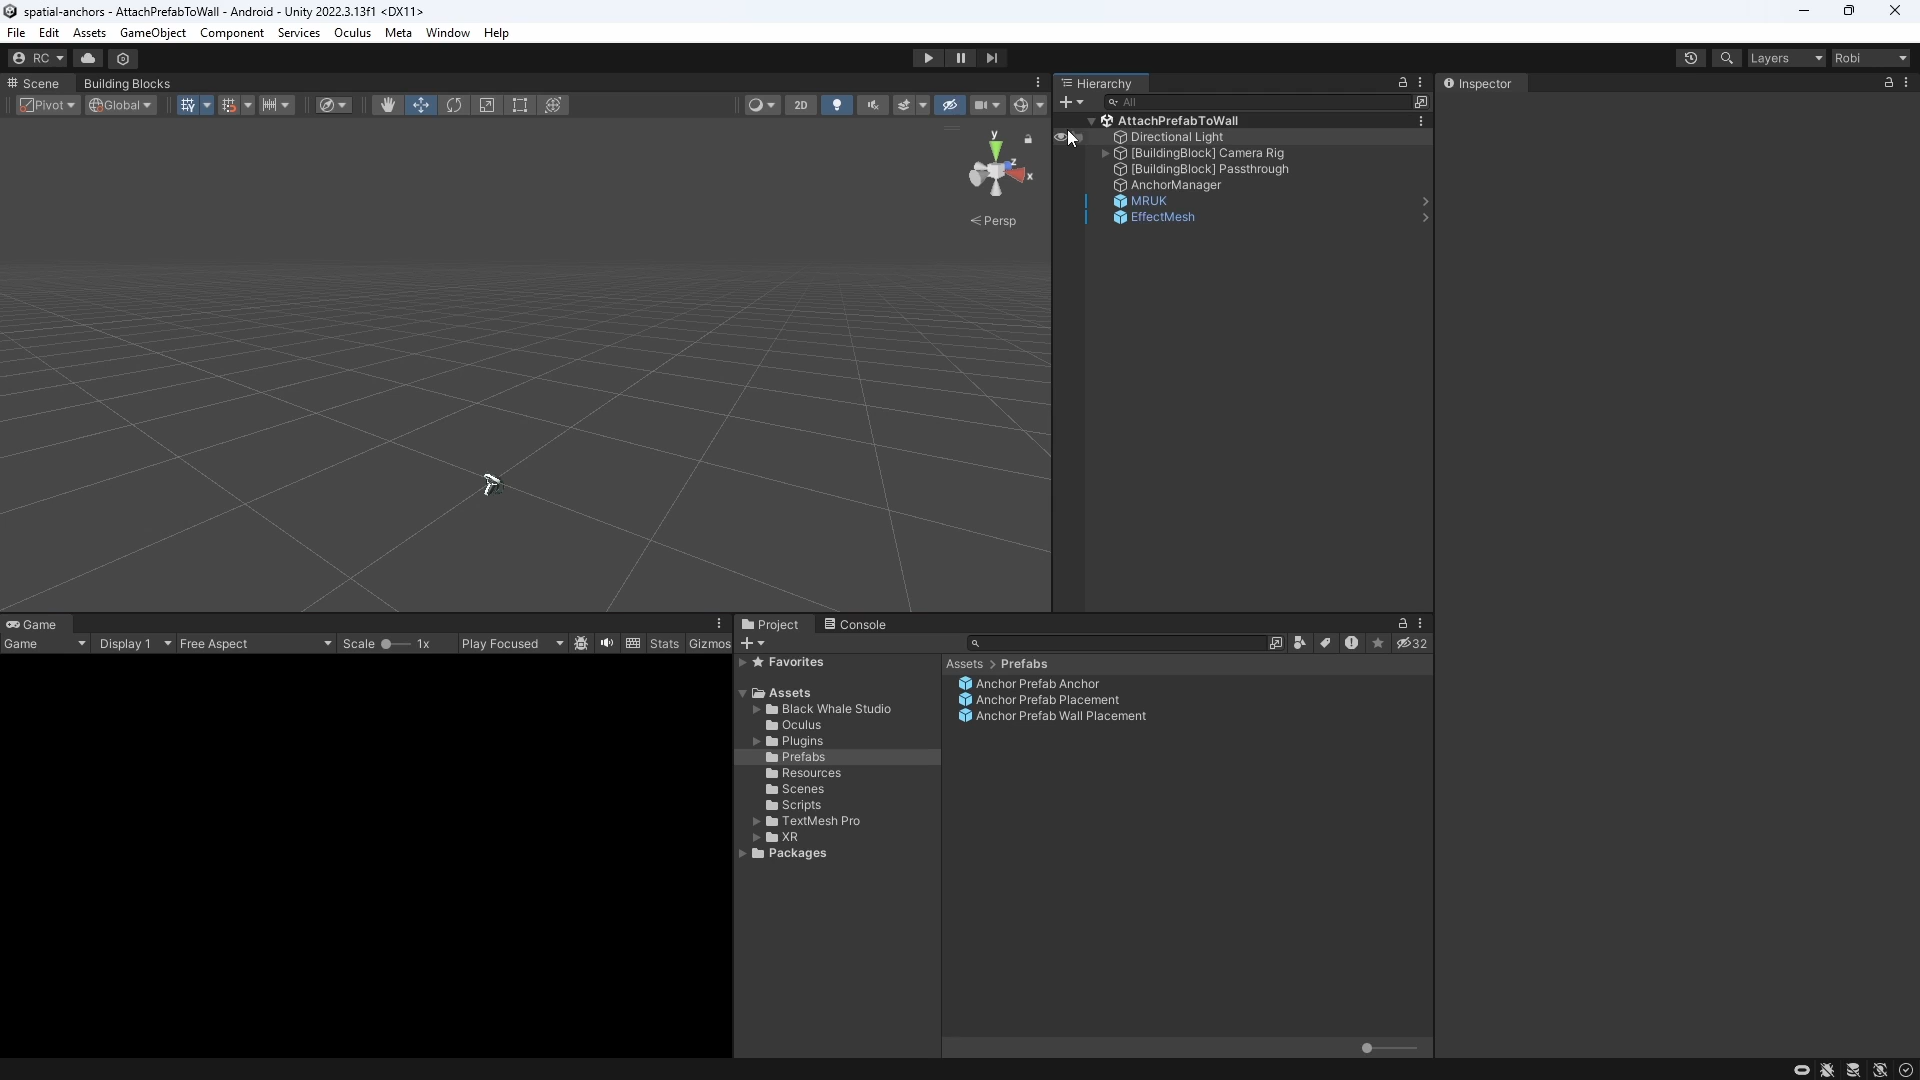 spatial-anchors - AttachPrefabToWall - Android - Unity 2022.3.13f1 <DX11>
File Edit Assets GameObject Component Services Oculus Meta Window Help
RC Layers Robi
Scene Building Blocks
Pivot Global 2D
y
z
x
Persp
Hierarchy
All
AttachPrefabToWall
Directional Light
[BuildingBlock] Camera Rig
[BuildingBlock] Passthrough
AnchorManager
MRUK
EffectMesh
Inspector
Game
Game Display 1 Free Aspect Scale 1x Play Focused Stats Gizmos
Project Console
32
Favorites
Assets
Black Whale Studio
Oculus
Plugins
Prefabs
Resources
Scenes
Scripts
TextMesh Pro
XR
Packages
Assets > Prefabs
Anchor Prefab Anchor
Anchor Prefab Placement
Anchor Prefab Wall Placement